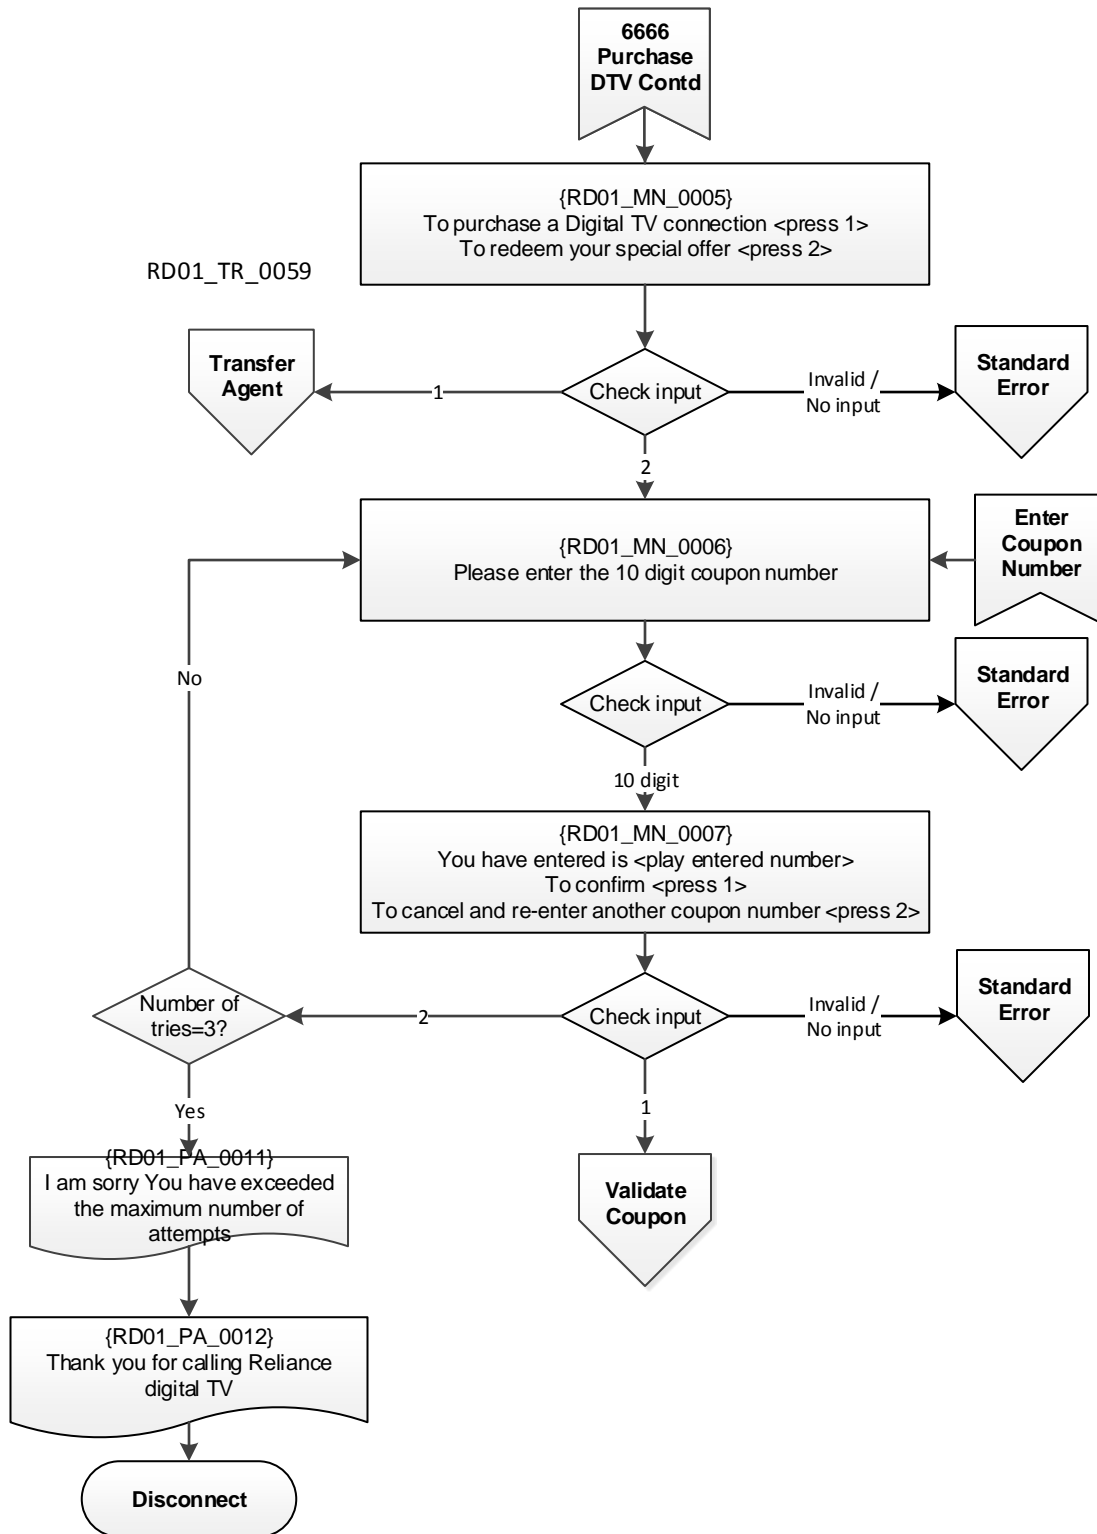 6666
Purchase
DTV Contd
{RD01_MN_0005}
To purchase a Digital TV connection <press 1>
To redeem your special offer <press 2>
RD01_TR_0059
Transfer
Agent
1
Check input
Invalid /
No input
Standard
Error
2
{RD01_MN_0006}
Please enter the 10 digit coupon number
Enter
Coupon
Number
No
Check input
Invalid /
No input
Standard
Error
10 digit
{RD01_MN_0007}
You have entered is <play entered number>
To confirm <press 1>
To cancel and re-enter another coupon number <press 2>
Number of
tries=3?
2
Check input
Invalid /
No input
Standard
Error
Yes
1
{RD01_PA_0011}
I am sorry You have exceeded
the maximum number of
attempts
Validate
Coupon
{RD01_PA_0012}
Thank you for calling Reliance
digital TV
Disconnect